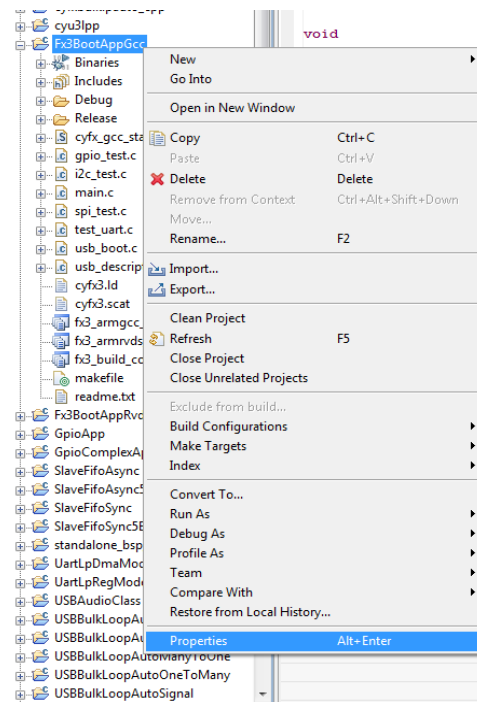 cyu3lpp
void
Fx3BootAppGcc
Binaries
Includes
Debug
Release
cyfx_gcc_sta
gpio_test.c
i2c_test.c
main.c
spi_test.c
test_uart.c
usb_boot.c
usb_descrip
cyfx3.ld
cyfx3.scat
fx3_armgcc_
fx3_armrvds
fx3_build_co
makefile
readme.txt
Fx3BootAppRvd
GpioApp
GpioComplexAp
SlaveFifoAsync
SlaveFifoAsync5
SlaveFifoSync
SlaveFifoSync5B
standalone_bsp
UartLpDmaMod
UartLpRegMode
USBAudioClass
USBBulkLoopAu
USBBulkLoopAu
USBBulkLoopAutoManyToOne
USBBulkLoopAutoOneToMany
USBBulkLoopAutoSignal
New
Go Into
Open in New Window
Copy Ctrl+C
Paste Ctrl+V
Delete Delete
Remove from Context Ctrl+Alt+Shift+Down
Move...
Rename... F2
Import...
Export...
Clean Project
Refresh F5
Close Project
Close Unrelated Projects
Exclude from build...
Build Configurations
Make Targets
Index
Convert To...
Run As
Debug As
Profile As
Team
Compare With
Restore from Local History...
Properties Alt+Enter